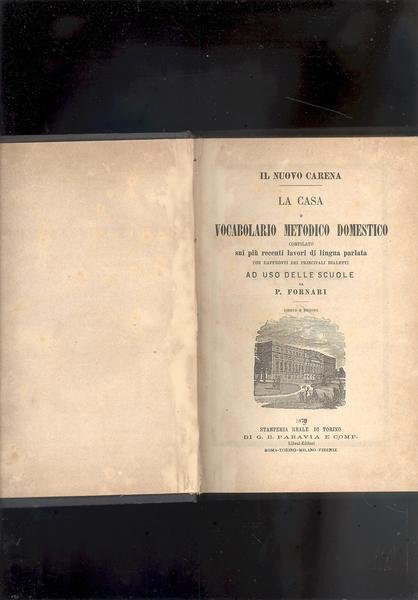 IL NUOVO CARENA
LA CASA
O
VOCABOLARIO METODICO DOMESTICO
COMPILATO
sui più recenti lavori di lingua parlata
CON RAFFRONTI DEI PRINCIPALI DIALETTI
AD USO DELLE SCUOLE
DA
P. FORNARI
STAMPERIA REALE DI TORINO
DI G. B. PARAVIA E COMP.
Librai-Editori
ROMA-TORINO-MILANO-FIRENZE